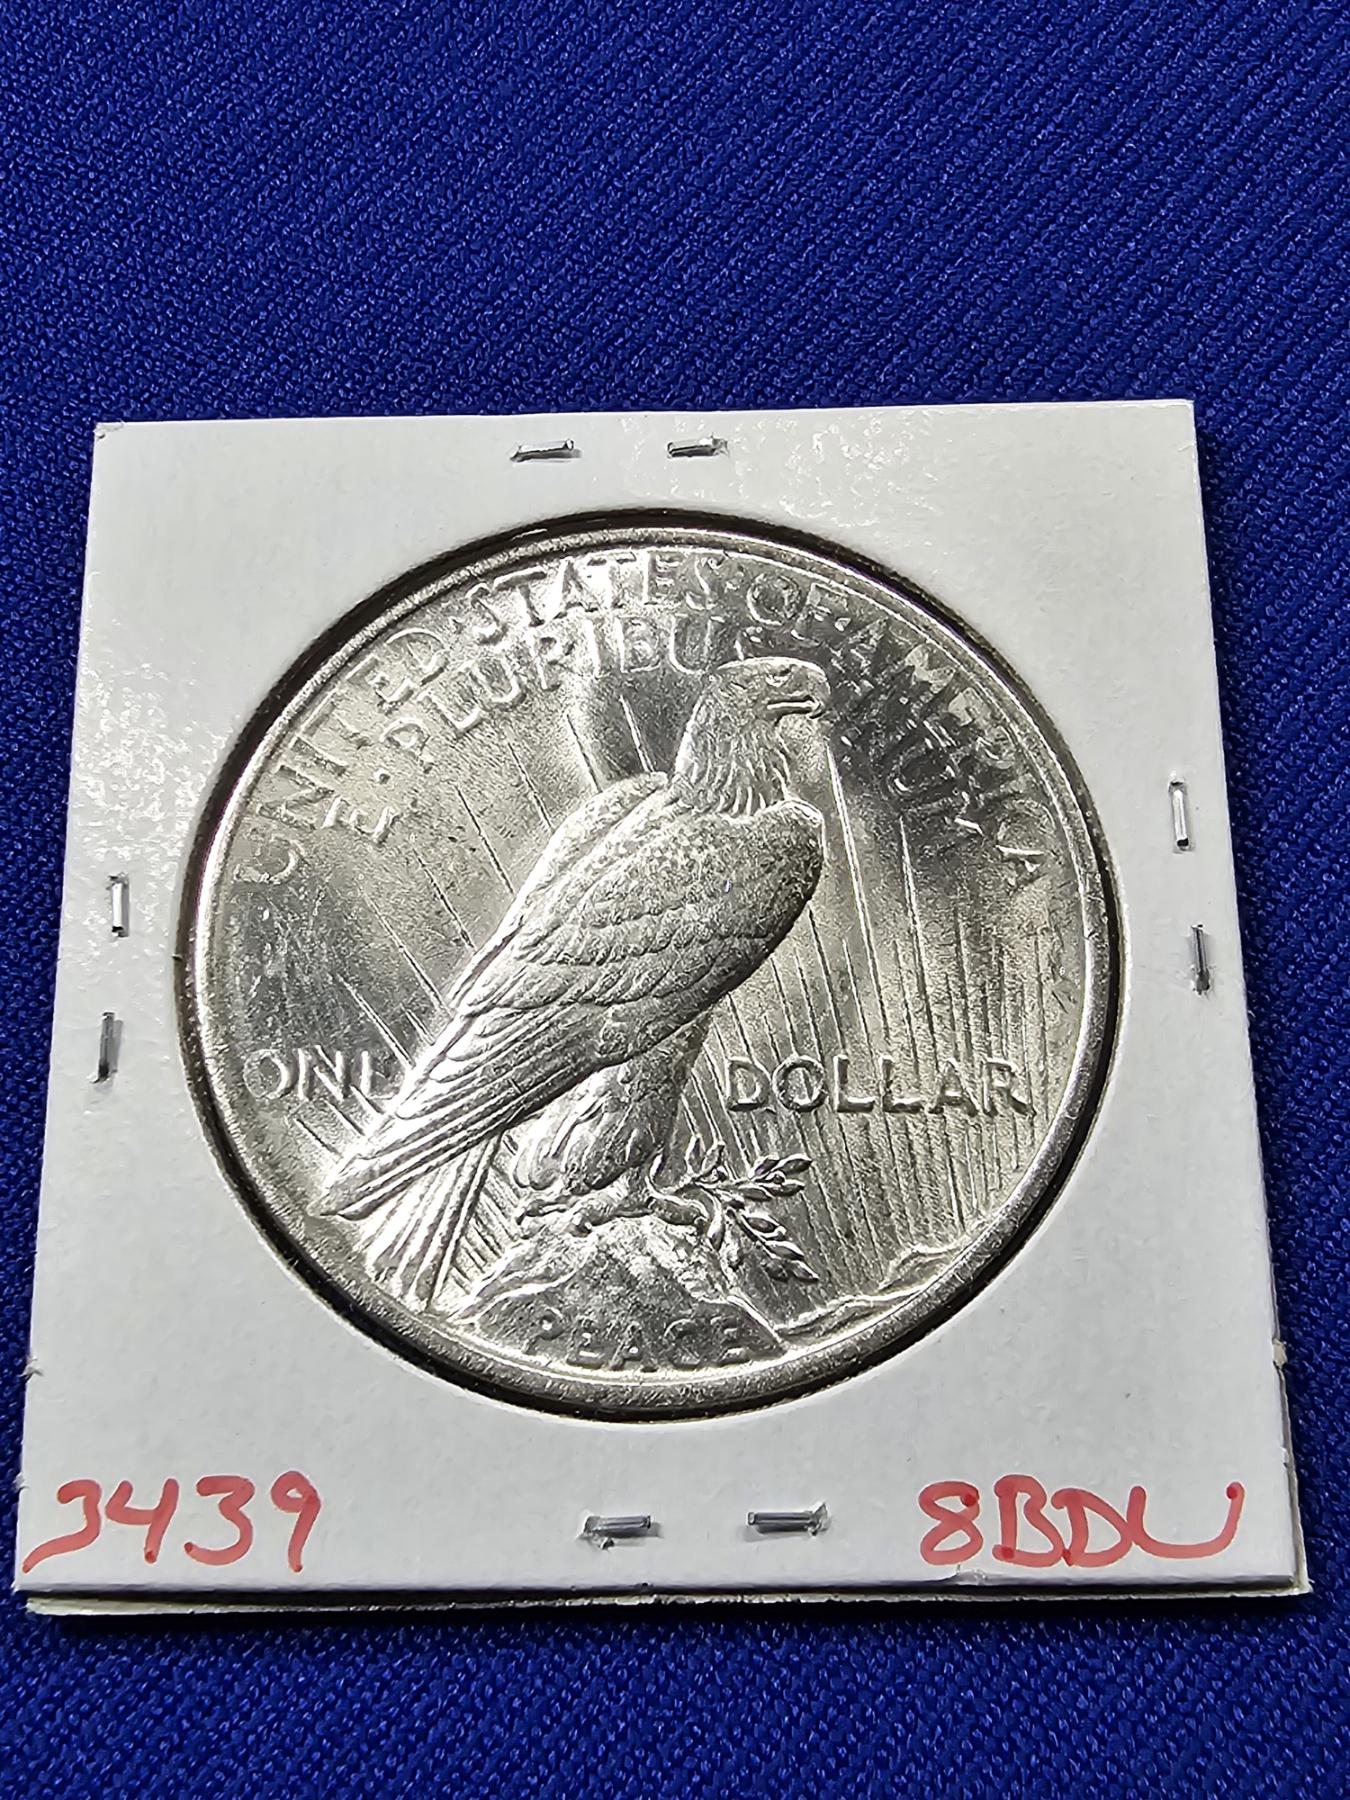 UNITED·STATES·OF·AMERICA
E·PLURIBUS UNUM
ONE DOLLAR
PEACE
3439 8BDU